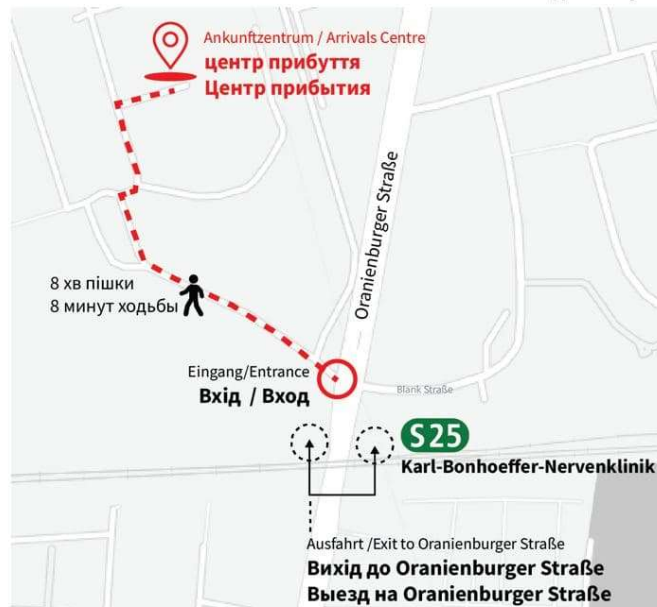 Ankunftzentrum / Arrivals Centre
центр прибуття
Центр прибытия
Oranienburger Straße
8 хв пішки
8 минут ходьбы
Eingang/Entrance
Вхід / Вход
Blank Straße
S25
Karl-Bonhoeffer-Nervenklinik
Ausfahrt /Exit to Oranienburger Straße
Вихід до Oranienburger Straße
Выезд на Oranienburger Straße